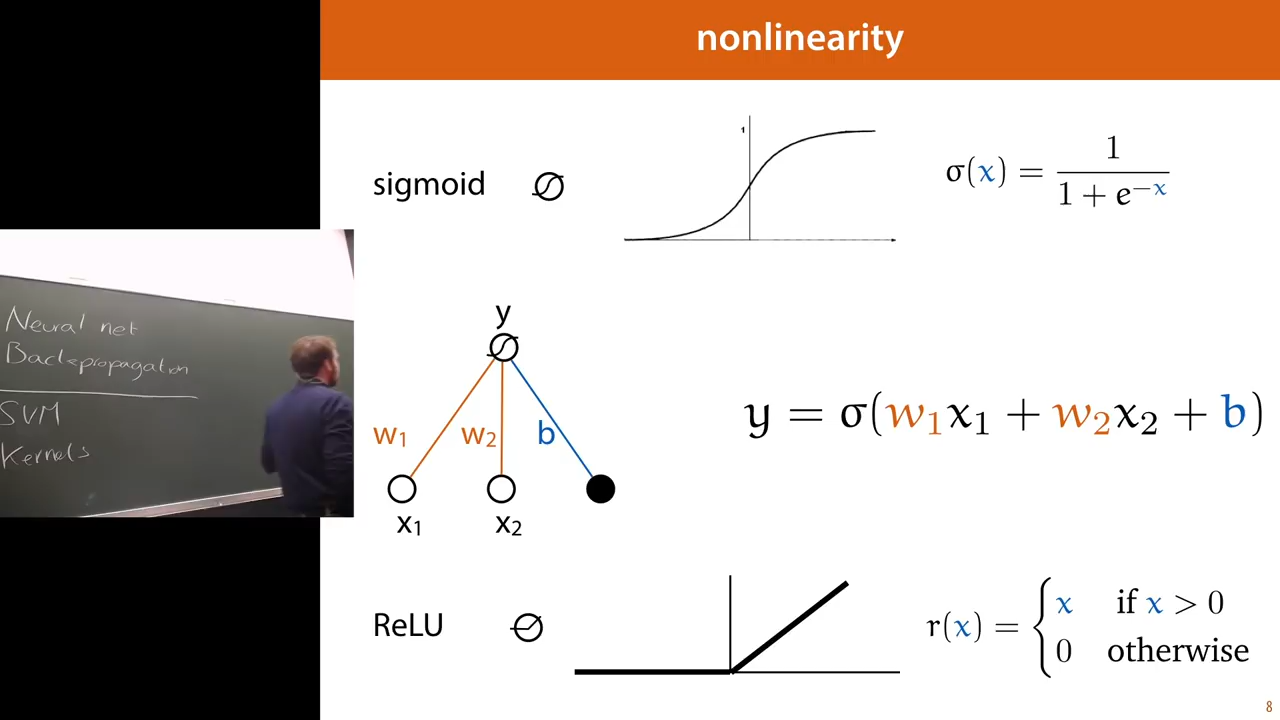 nonlinearity
sigmoid
1
σ(x) = 1 / (1 + e^{−x})
Neural net
Backpropagation
SVM
Kernels
y
w₁ w₂ b
x₁ x₂
y = σ(w₁x₁ + w₂x₂ + b)
ReLU
r(x) = { x if x > 0
0 otherwise
8